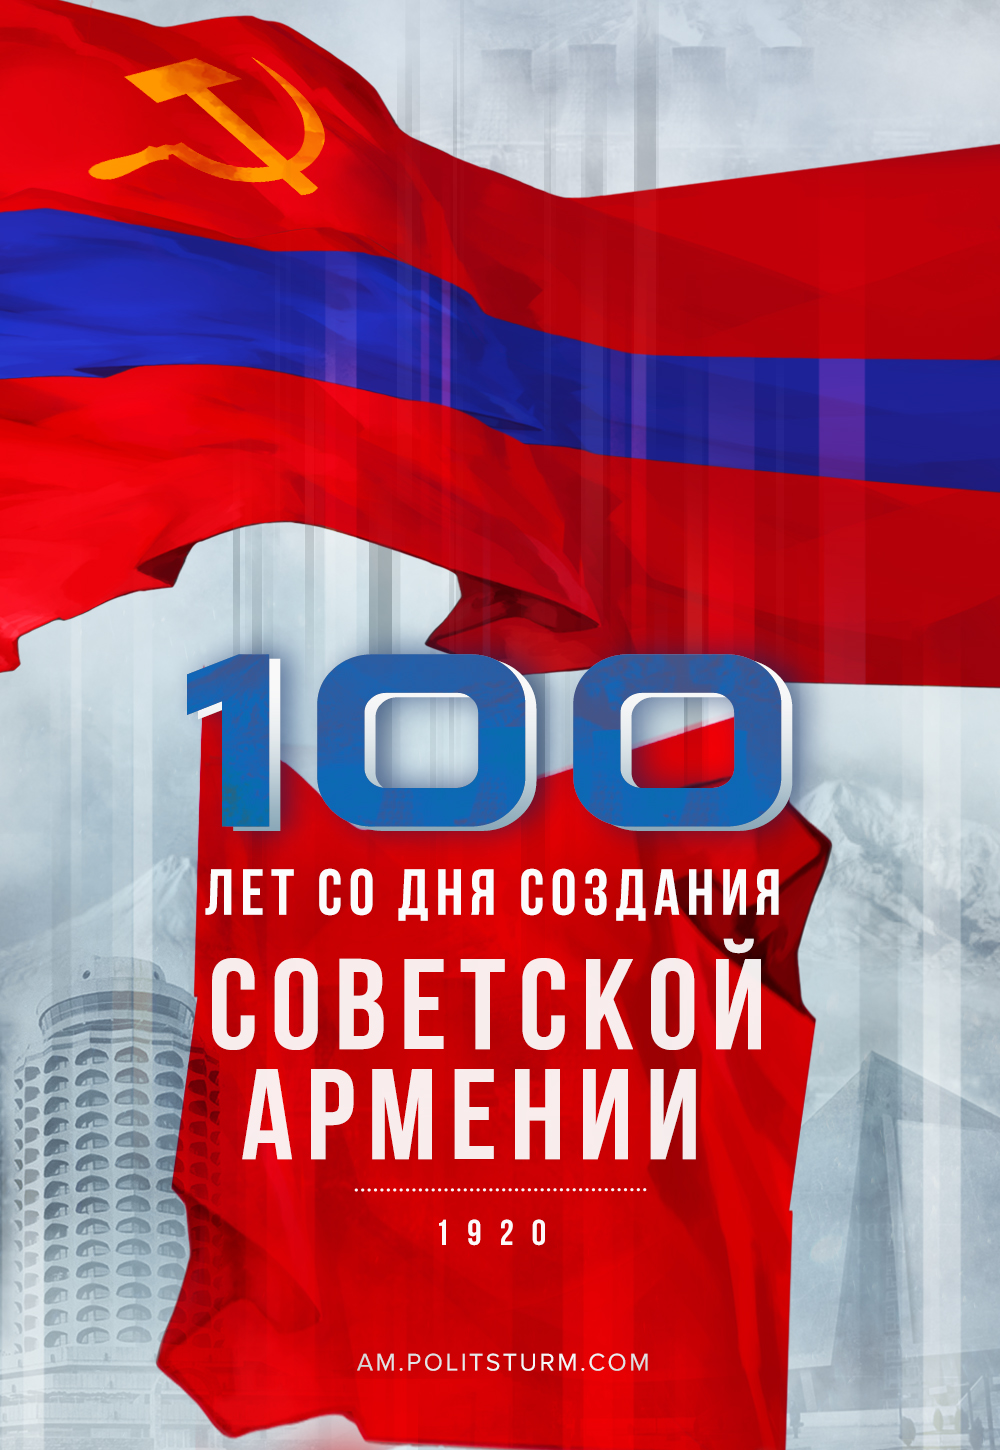 100
ЛЕТ СО ДНЯ СОЗДАНИЯ
СОВЕТСКОЙ
АРМЕНИИ
1920
AM.POLITSTURM.COM